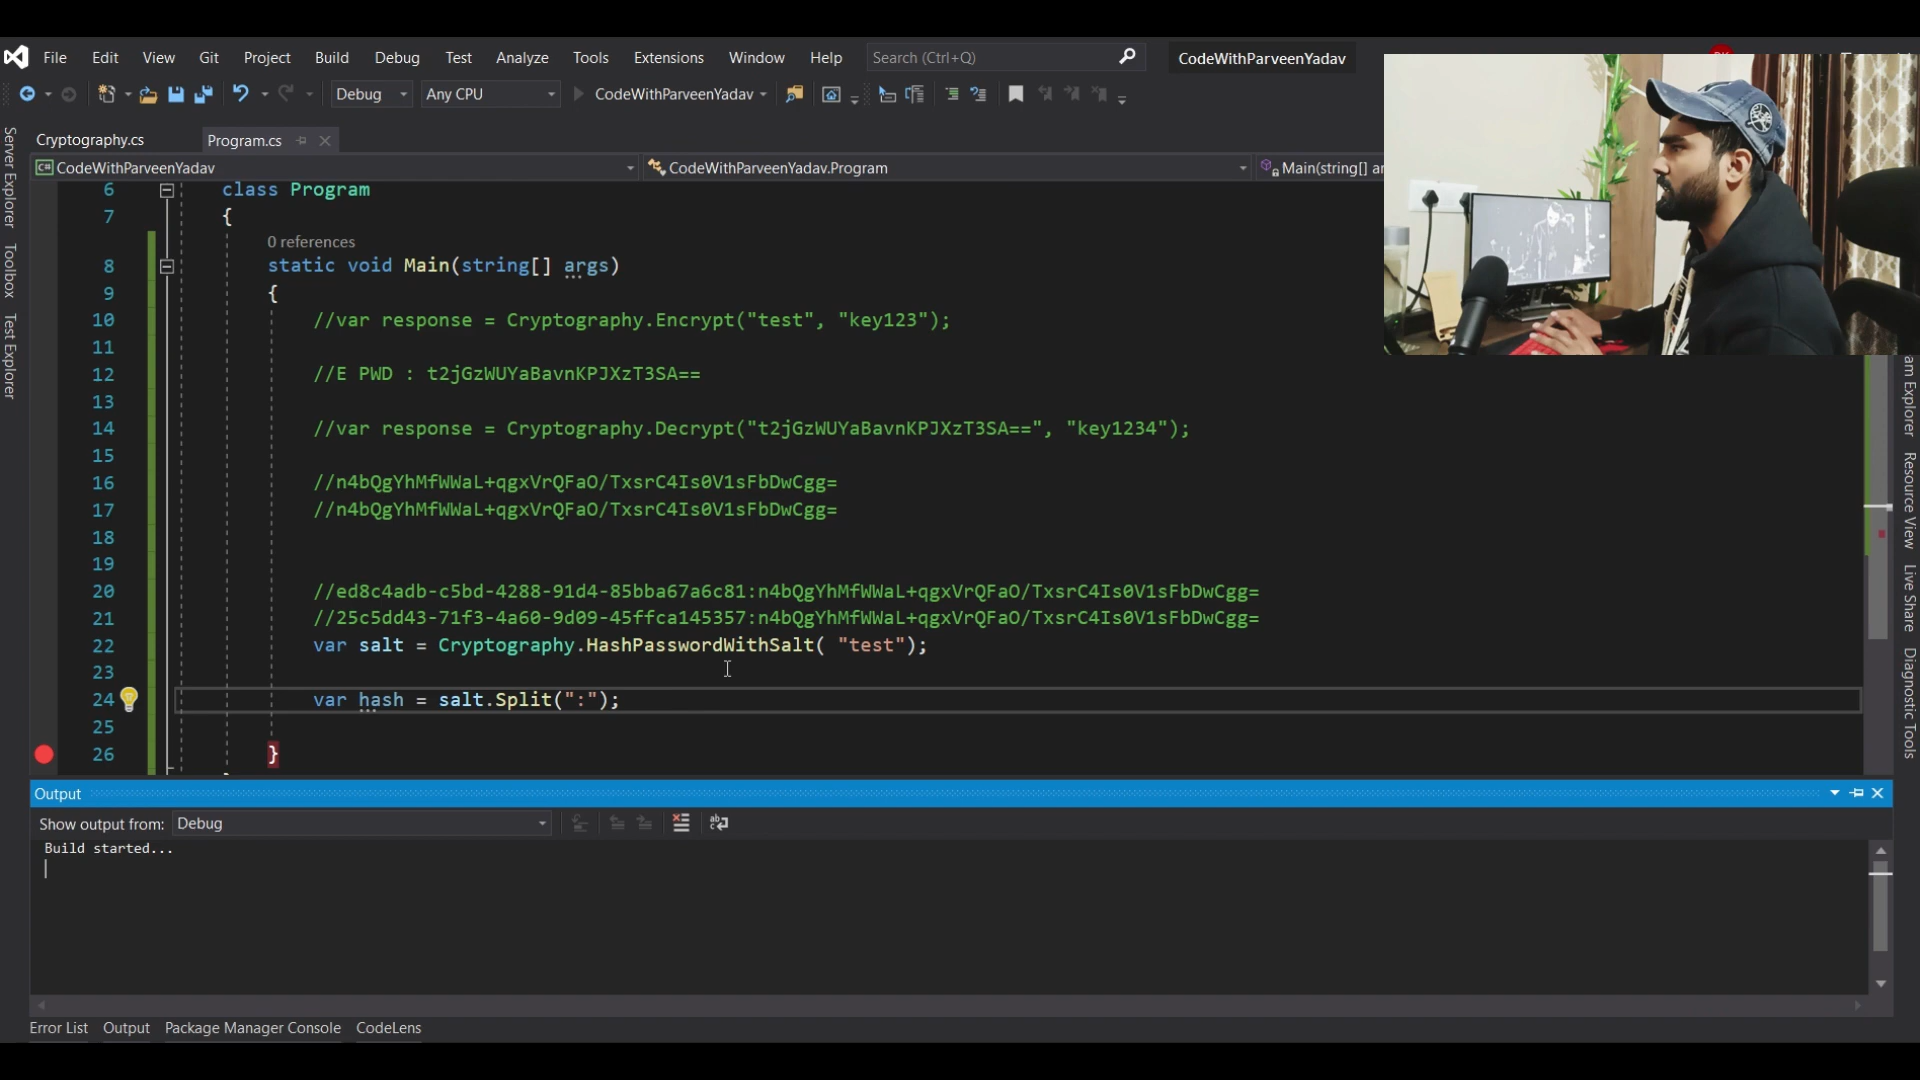 File Edit View Git Project Build Debug Test Analyze Tools Extensions Window Help Search (Ctrl+Q) CodeWithParveenYadav
Debug Any CPU CodeWithParveenYadav
Cryptography.cs Program.cs
CodeWithParveenYadav CodeWithParveenYadav.Program Main(string[] ar
Server Explorer
Toolbox
Test Explorer
6 class Program
7 {
0 references
8 static void Main(string[] args)
9 {
10 //var response = Cryptography.Encrypt("test", "key123");
11
12 //E PWD : t2jGzWUYaBavnKPJXzT3SA==
13
14 //var response = Cryptography.Decrypt("t2jGzWUYaBavnKPJXzT3SA==", "key1234");
15
16 //n4bQgYhMfWWaL+qgxVrQFaO/TxsrC4Is0V1sFbDwCgg=
17 //n4bQgYhMfWWaL+qgxVrQFaO/TxsrC4Is0V1sFbDwCgg=
18
19
20 //ed8c4adb-c5bd-4288-91d4-85bba67a6c81:n4bQgYhMfWWaL+qgxVrQFaO/TxsrC4Is0V1sFbDwCgg=
21 //25c5dd43-71f3-4a60-9d09-45ffca145357:n4bQgYhMfWWaL+qgxVrQFaO/TxsrC4Is0V1sFbDwCgg=
22 var salt = Cryptography.HashPasswordWithSalt( "test");
23
24 var hash = salt.Split(":");
25
26 }
am Explorer
Resource View
Live Share
Diagnostic Tools
Output
Show output from: Debug
Build started...
Error List Output Package Manager Console CodeLens